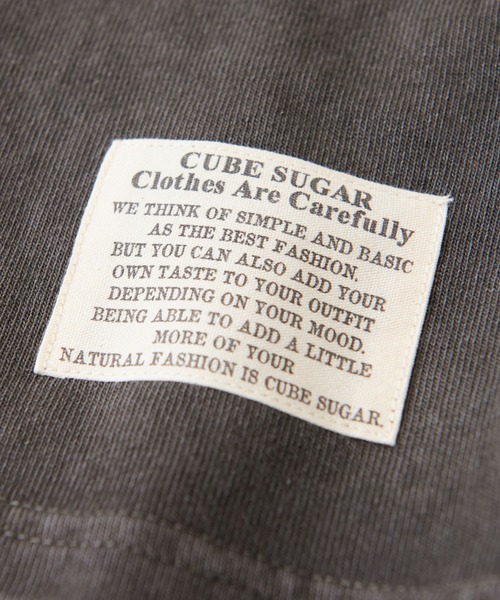 CUBE SUGAR
Clothes Are Carefully
WE THINK OF SIMPLE AND BASIC
AS THE BEST FASHION.
BUT YOU CAN ALSO ADD YOUR
OWN TASTE TO YOUR OUTFIT
DEPENDING ON YOUR MOOD.
BEING ABLE TO ADD A LITTLE
MORE OF YOUR
NATURAL FASHION IS CUBE SUGAR.